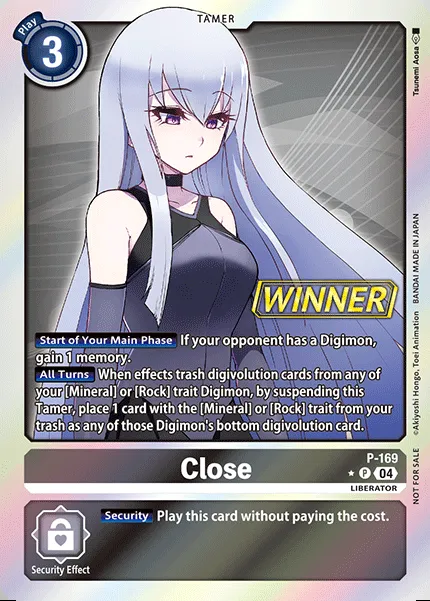 TAMER
Play
3
Tsunemi Aosa
WINNER
Start of Your Main Phase If your opponent has a Digimon,
gain 1 memory.
All Turns When effects trash digivolution cards from any of
your [Mineral] or [Rock] trait Digimon, by suspending this
Tamer, place 1 card with the [Mineral] or [Rock] trait from your
trash as any of those Digimon's bottom digivolution card.
©Akiyoshi Hongo, Toei Animation BANDAI MADE IN JAPAN
NOT FOR SALE
Close
P-169
P 04
LIBERATOR
Security Play this card without paying the cost.
Security Effect